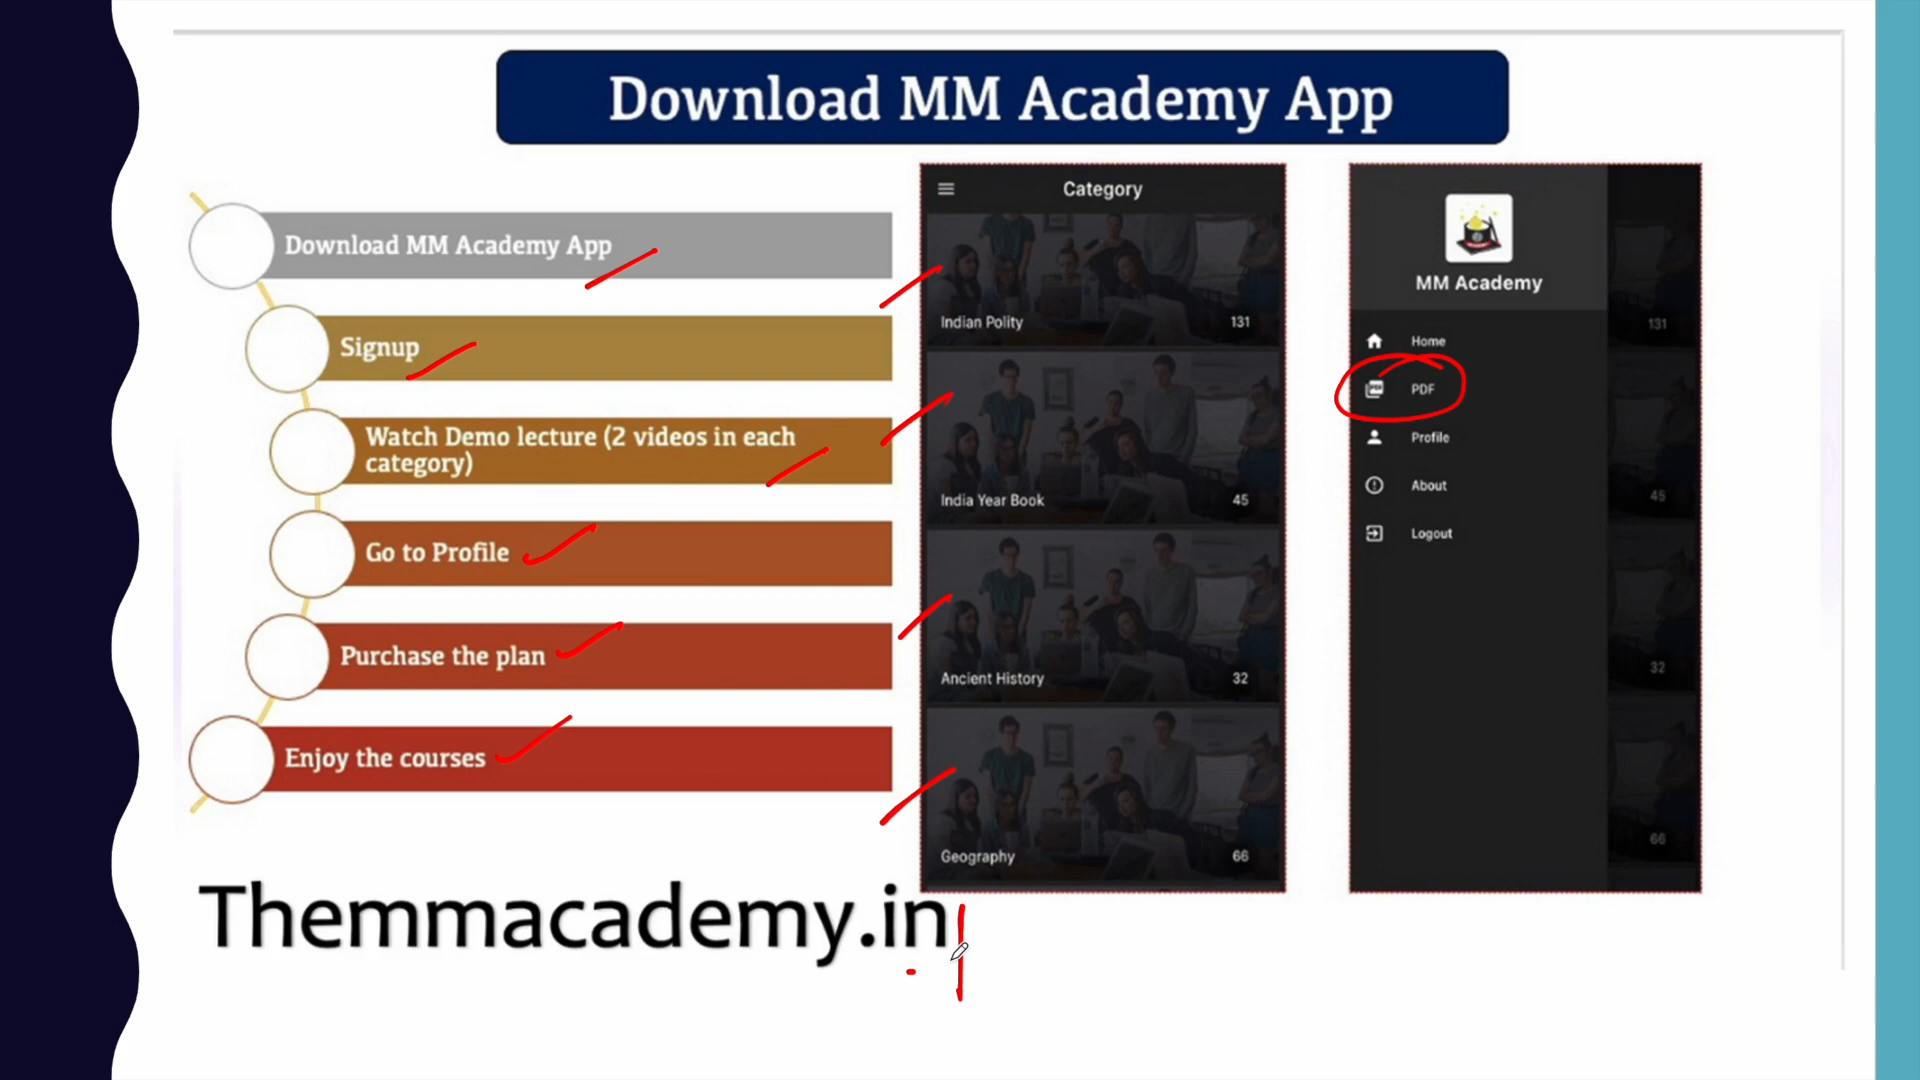 Download MM Academy App
Download MM Academy App
Signup
Watch Demo lecture (2 videos in each
category)
Go to Profile
Purchase the plan
Enjoy the courses
Themmacademy.in
Category
Indian Polity 131
India Year Book 45
Ancient History 32
Geography 66
MM Academy
Home
PDF
Profile
About
Logout
131
45
32
66